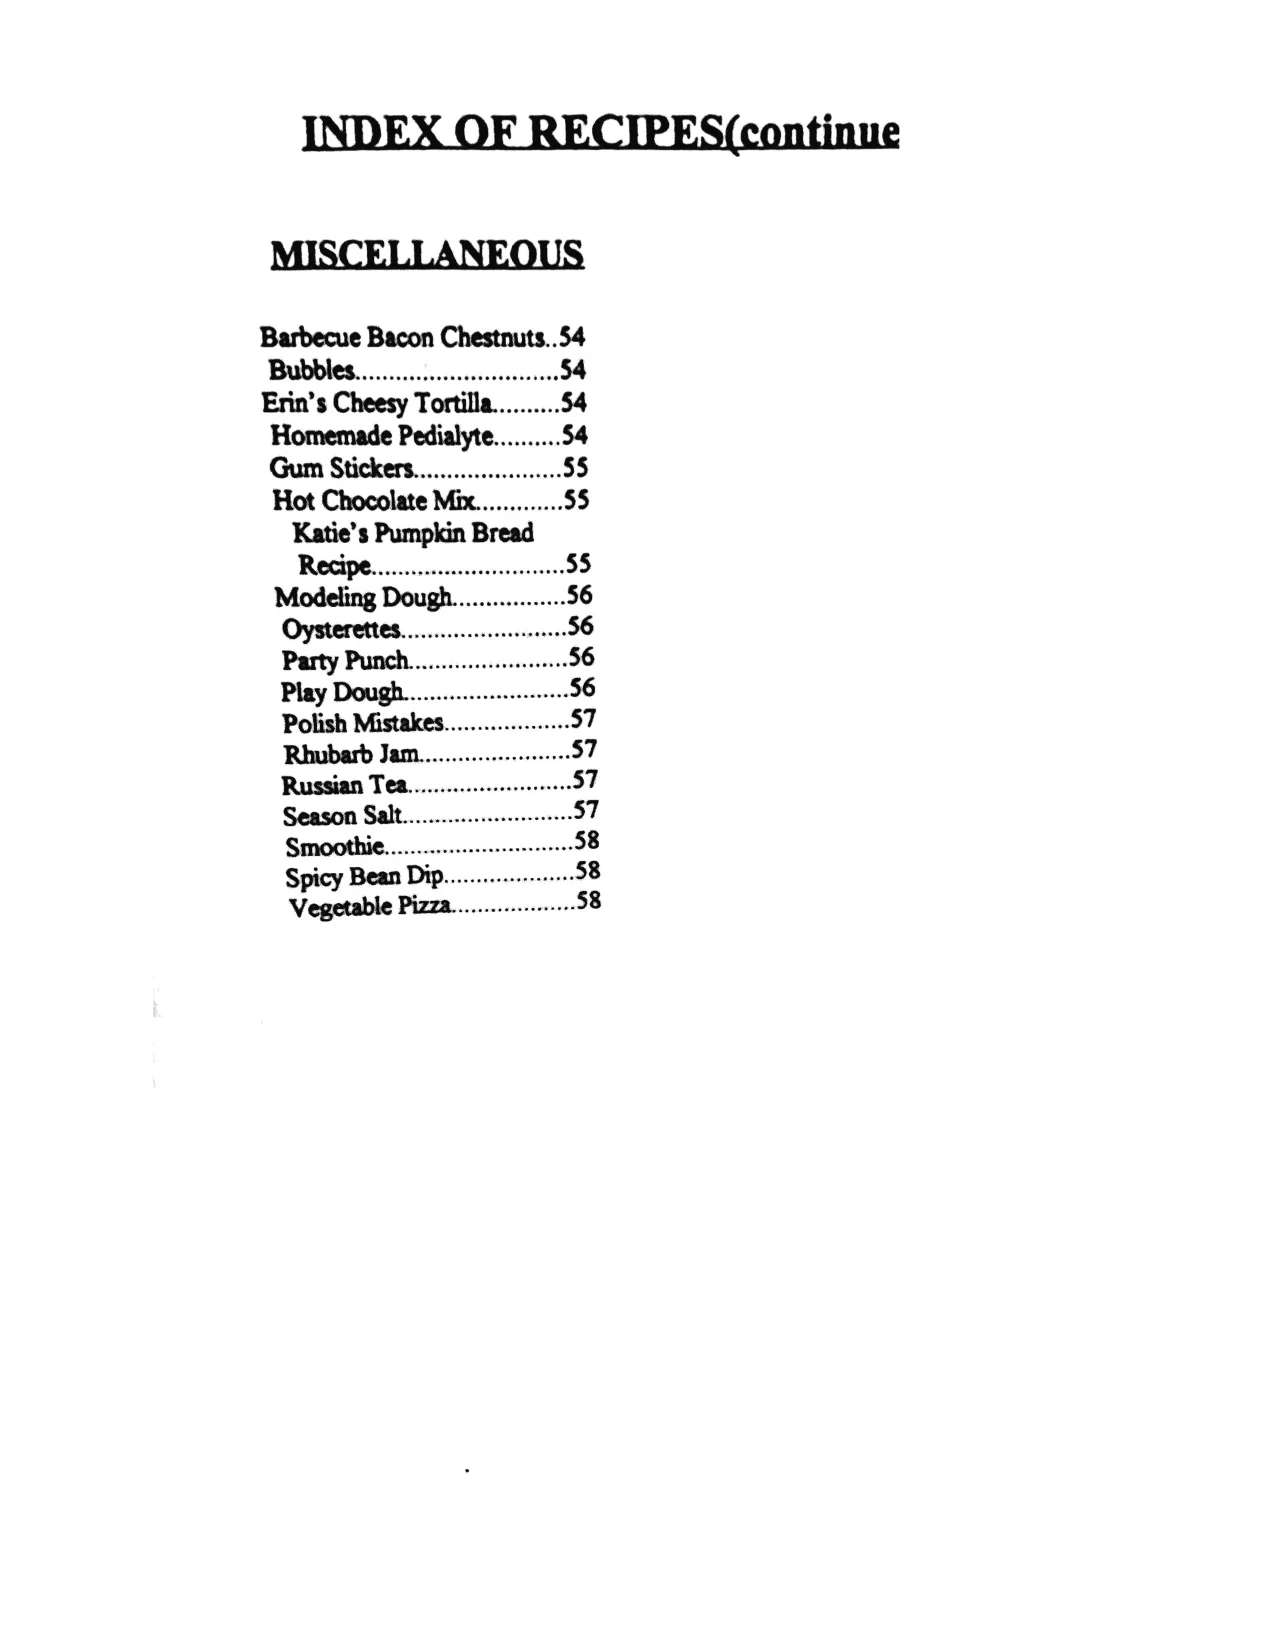 INDEX OF RECIPES(continue
MISCELLANEOUS
Barbecue Bacon Chestnuts..54
Bubbles..............................54
Erin's Cheesy Tortilla..........54
Homemade Pedialyte..........54
Gum Stickers......................55
Hot Chocolate Mix.............55
Katie's Pumpkin Bread
Recipe.............................55
Modeling Dough.................56
Oysterettes.........................56
Party Punch........................56
Play Dough.........................56
Polish Mistakes...................57
Rhubarb Jam.......................57
Russian Tea.........................57
Season Salt..........................57
Smoothie.............................58
Spicy Bean Dip....................58
Vegetable Pizza...................58